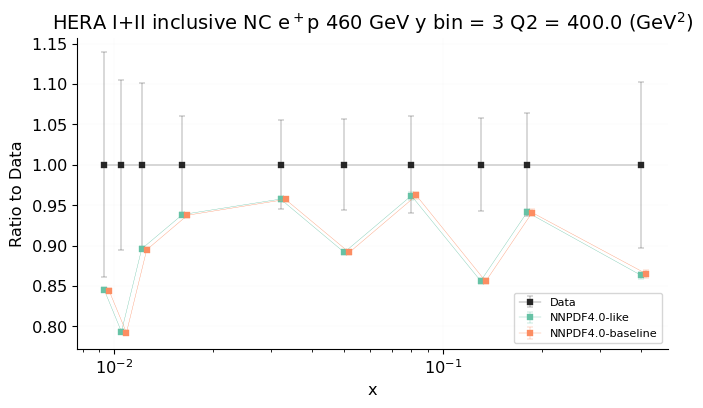 HERA I+II inclusive NC e⁺p 460 GeV y bin = 3 Q2 = 400.0 (GeV²)
Ratio to Data
1.15
1.10
1.05
1.00
0.95
0.90
0.85
0.80
Data
NNPDF4.0-like
NNPDF4.0-baseline
10⁻² 10⁻¹
x